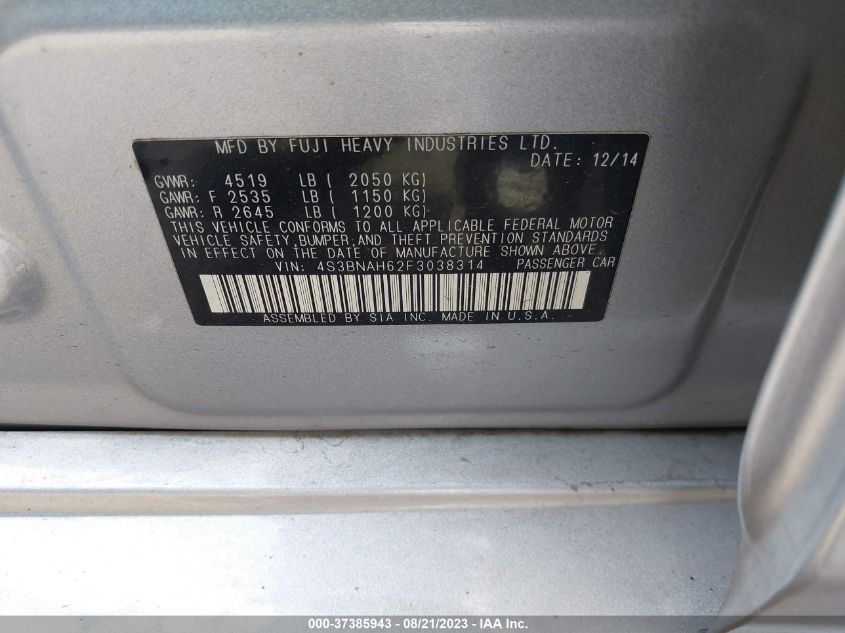 MFD BY FUJI HEAVY INDUSTRIES LTD.
DATE: 12/14
GVWR: 4519 LB ( 2050 KG)
GAWR: F 2535 LB ( 1150 KG)
GAWR: R 2645 LB ( 1200 KG)
THIS VEHICLE CONFORMS TO ALL APPLICABLE FEDERAL MOTOR
VEHICLE SAFETY, BUMPER, AND THEFT PREVENTION STANDARDS
IN EFFECT ON THE DATE OF MANUFACTURE SHOWN ABOVE.
VIN: 4S3BNAH62F3038314 PASSENGER CAR
ASSEMBLED BY SIA INC. MADE IN U.S.A.
000-37385943 - 08/21/2023 - IAA Inc.